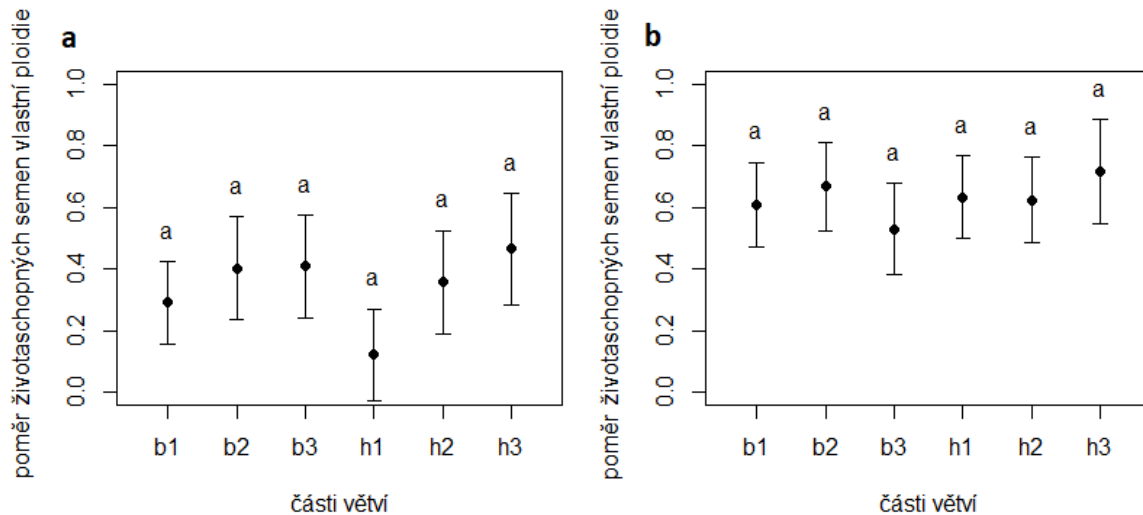 a
poměr životaschopných semen vlastní ploidie
1.0
0.8
0.6
0.4
0.2
0.0
a
a
a
a
a
a
b1
b2
b3
h1
h2
h3
části větví
b
poměr životaschopných semen vlastní ploidie
1.0
0.8
0.6
0.4
0.2
0.0
a
a
a
a
a
a
b1
b2
b3
h1
h2
h3
části větví